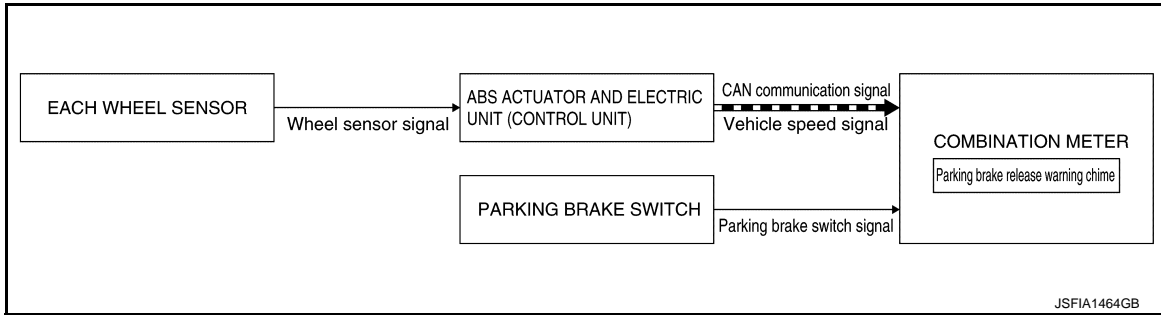 EACH WHEEL SENSOR
Wheel sensor signal
ABS ACTUATOR AND ELECTRIC
UNIT (CONTROL UNIT)
CAN communication signal
Vehicle speed signal
COMBINATION METER
Parking brake release warning chime
PARKING BRAKE SWITCH
Parking brake switch signal
JSFIA1464GB